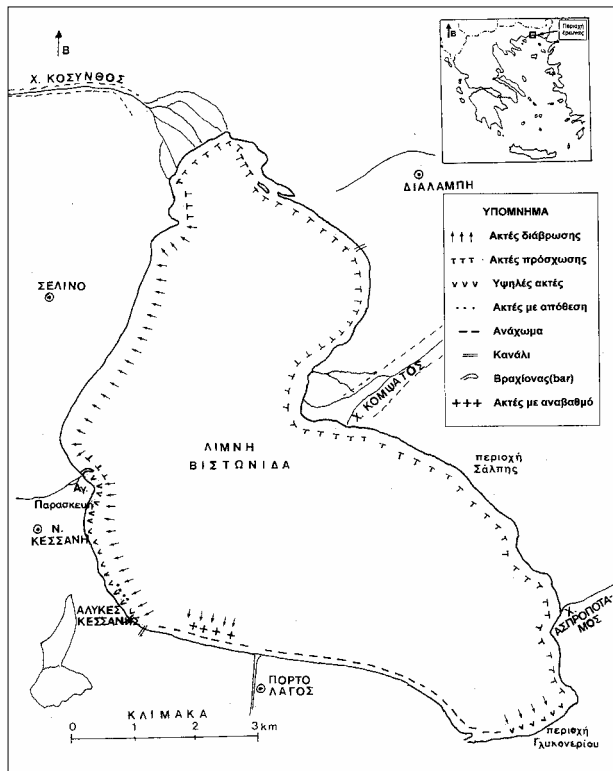 Β
Χ. ΚΟΣΥΝΘΟΣ
Β
Περιοχή
έρευνας
ΔΙΑΛΑΜΠΗ
ΥΠΟΜΝΗΜΑ
Ακτές διάβρωσης
Ακτές πρόσχωσης
Υψηλές ακτές
Ακτές με απόθεση
Ανάχωμα
Κανάλι
Βραχίονας(bar)
Ακτές με αναβαθμό
ΣΕΛΙΝΟ
Χ. ΚΟΜΨΑΤΟΣ
ΛΙΜΝΗ
ΒΙΣΤΩΝΙΔΑ
περιοχή
Σάλπης
Αγ.
Παρασκευή
Ν.
ΚΕΣΣΑΝΗ
ΑΛΥΚΕΣ
ΚΕΣΣΑΝΗΣ
Χ.
ΑΣΠΡΟΠΟΤΑ-
ΜΟΣ
ΠΟΡΤΟ
ΛΑΓΟΣ
ΚΛΙΜΑΚΑ
0 1 2 3 km
περιοχή
Γλυκονερίου